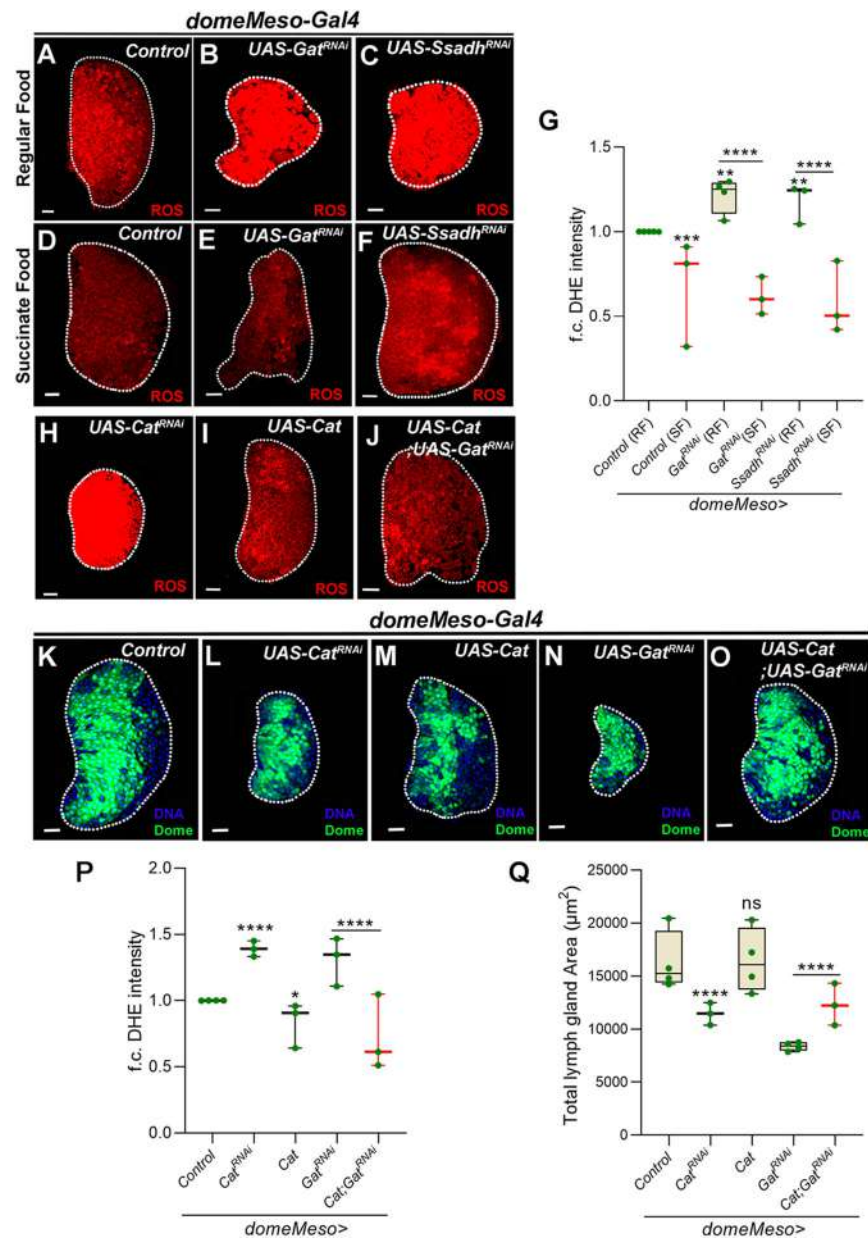 domeMeso-Gal4
Regular Food
A Control
B UAS-Gat^RNAi
C UAS-Ssadh^RNAi
ROS
ROS
ROS
Succinate Food
D Control
E UAS-Gat^RNAi
F UAS-Ssadh^RNAi
ROS
ROS
ROS
G
f.c. DHE intensity
1.5
1.0
0.5
0.0
***
**
****
**
****
Control (RF)
Control (SF)
Gat^RNAi (RF)
Gat^RNAi (SF)
Ssadh^RNAi (RF)
Ssadh^RNAi (SF)
domeMeso>
H UAS-Cat^RNAi
I UAS-Cat
J UAS-Cat
;UAS-Gat^RNAi
ROS
ROS
ROS
domeMeso-Gal4
K Control
L UAS-Cat^RNAi
M UAS-Cat
N UAS-Gat^RNAi
O UAS-Cat
;UAS-Gat^RNAi
DNA
Dome
DNA
Dome
DNA
Dome
DNA
Dome
DNA
Dome
P
f.c. DHE intensity
2.0
1.5
1.0
0.5
0.0
****
*
****
Control
Cat^RNAi
Cat
Gat^RNAi
Cat;Gat^RNAi
domeMeso>
Q
Total lymph gland Area (µm²)
25000
20000
15000
10000
5000
0
****
ns
****
Control
Cat^RNAi
Cat
Gat^RNAi
Cat;Gat^RNAi
domeMeso>